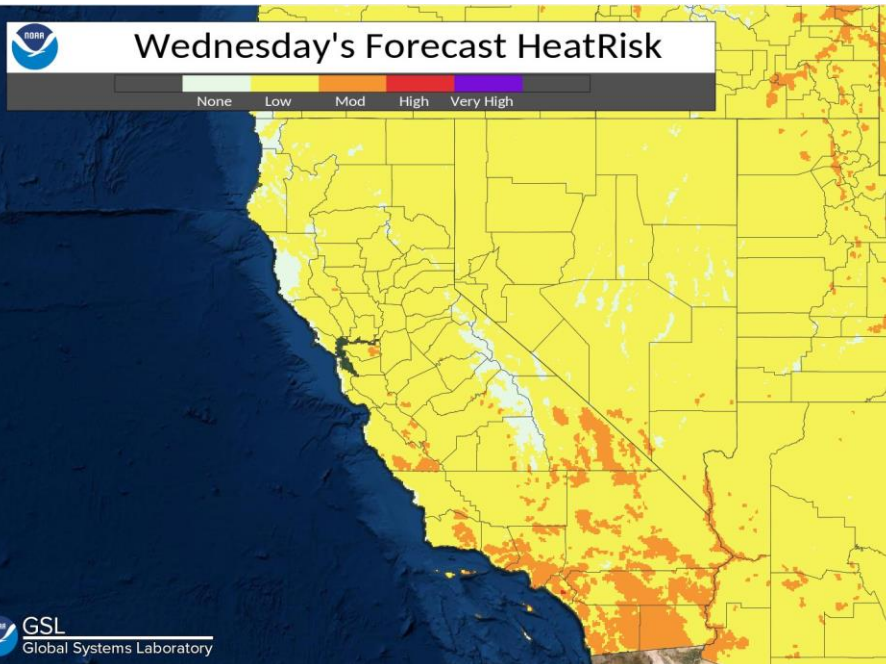 NOAA
Wednesday's Forecast HeatRisk
None Low Mod High Very High
GSL
Global Systems Laboratory